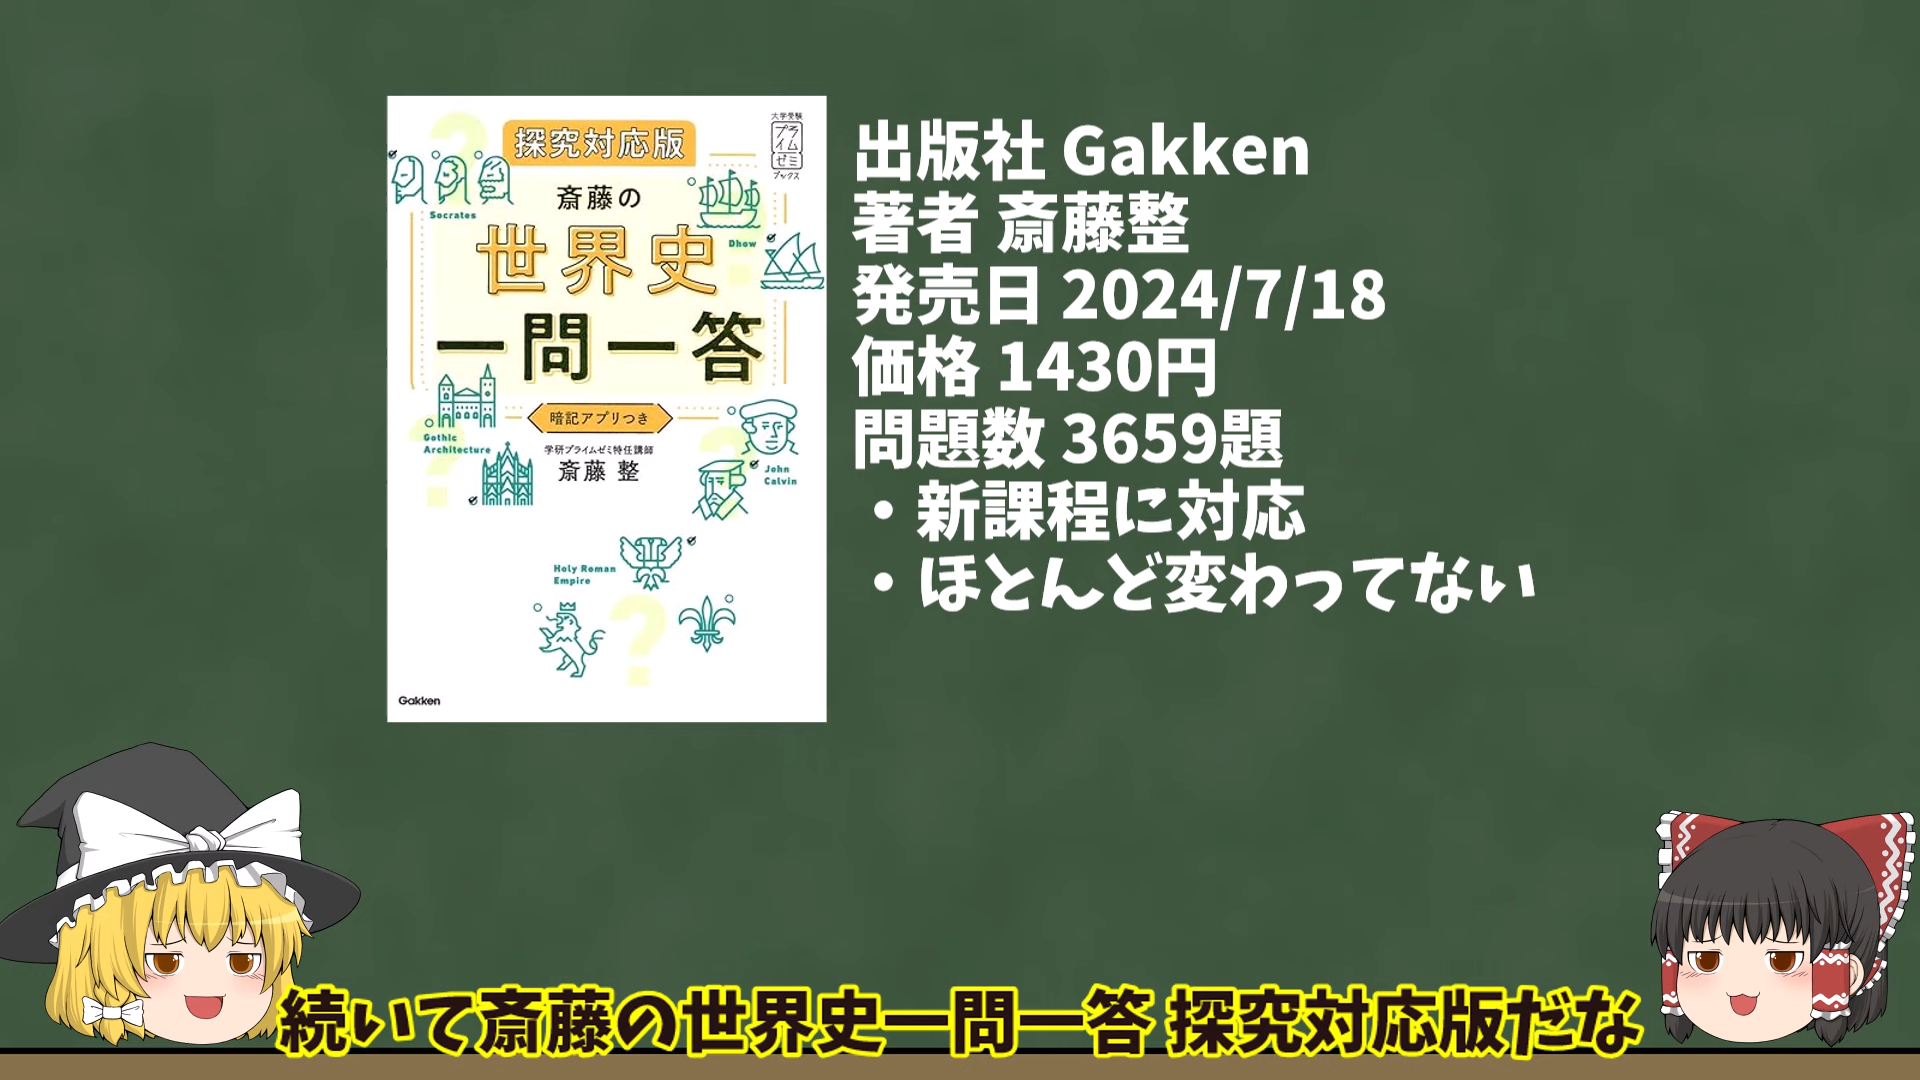 探究対応版
大学受験
プライムゼミ
ブックス
斎藤の
世界史
一問一答
暗記アプリつき
学研プライムゼミ特任講師
斎藤 整
Socrates
Dhow
Gothic
Architecture
John
Calvin
Holy Roman
Empire
Gakken
出版社 Gakken
著者 斎藤整
発売日 2024/7/18
価格 1430円
問題数 3659題
・新課程に対応
・ほとんど変わってない
続いて斎藤の世界史一問一答 探究対応版だな